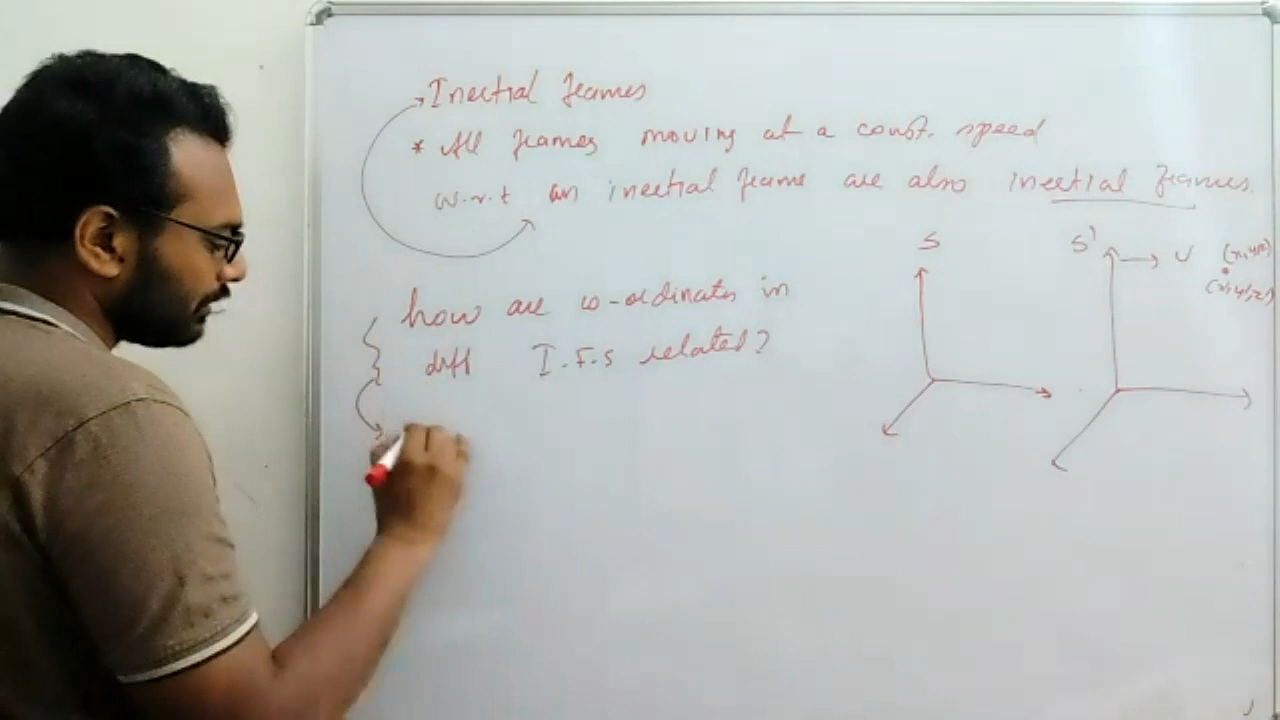 Inertial frames
* All frames moving at a const. speed
w.r.t an inertial frame are also inertial frames.
S S' v (x,y,z)
(x',y',z')
how are co-ordinates in
diff I.F.s related?